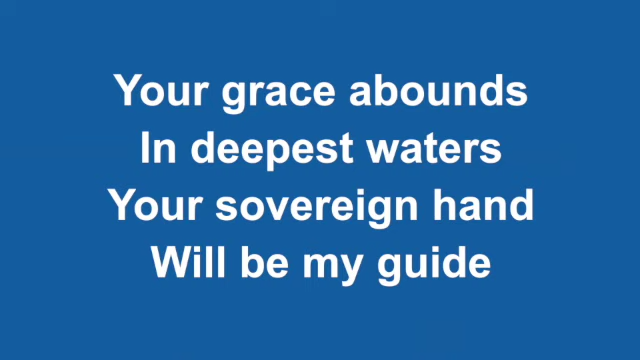 Your grace abounds
In deepest waters
Your sovereign hand
Will be my guide